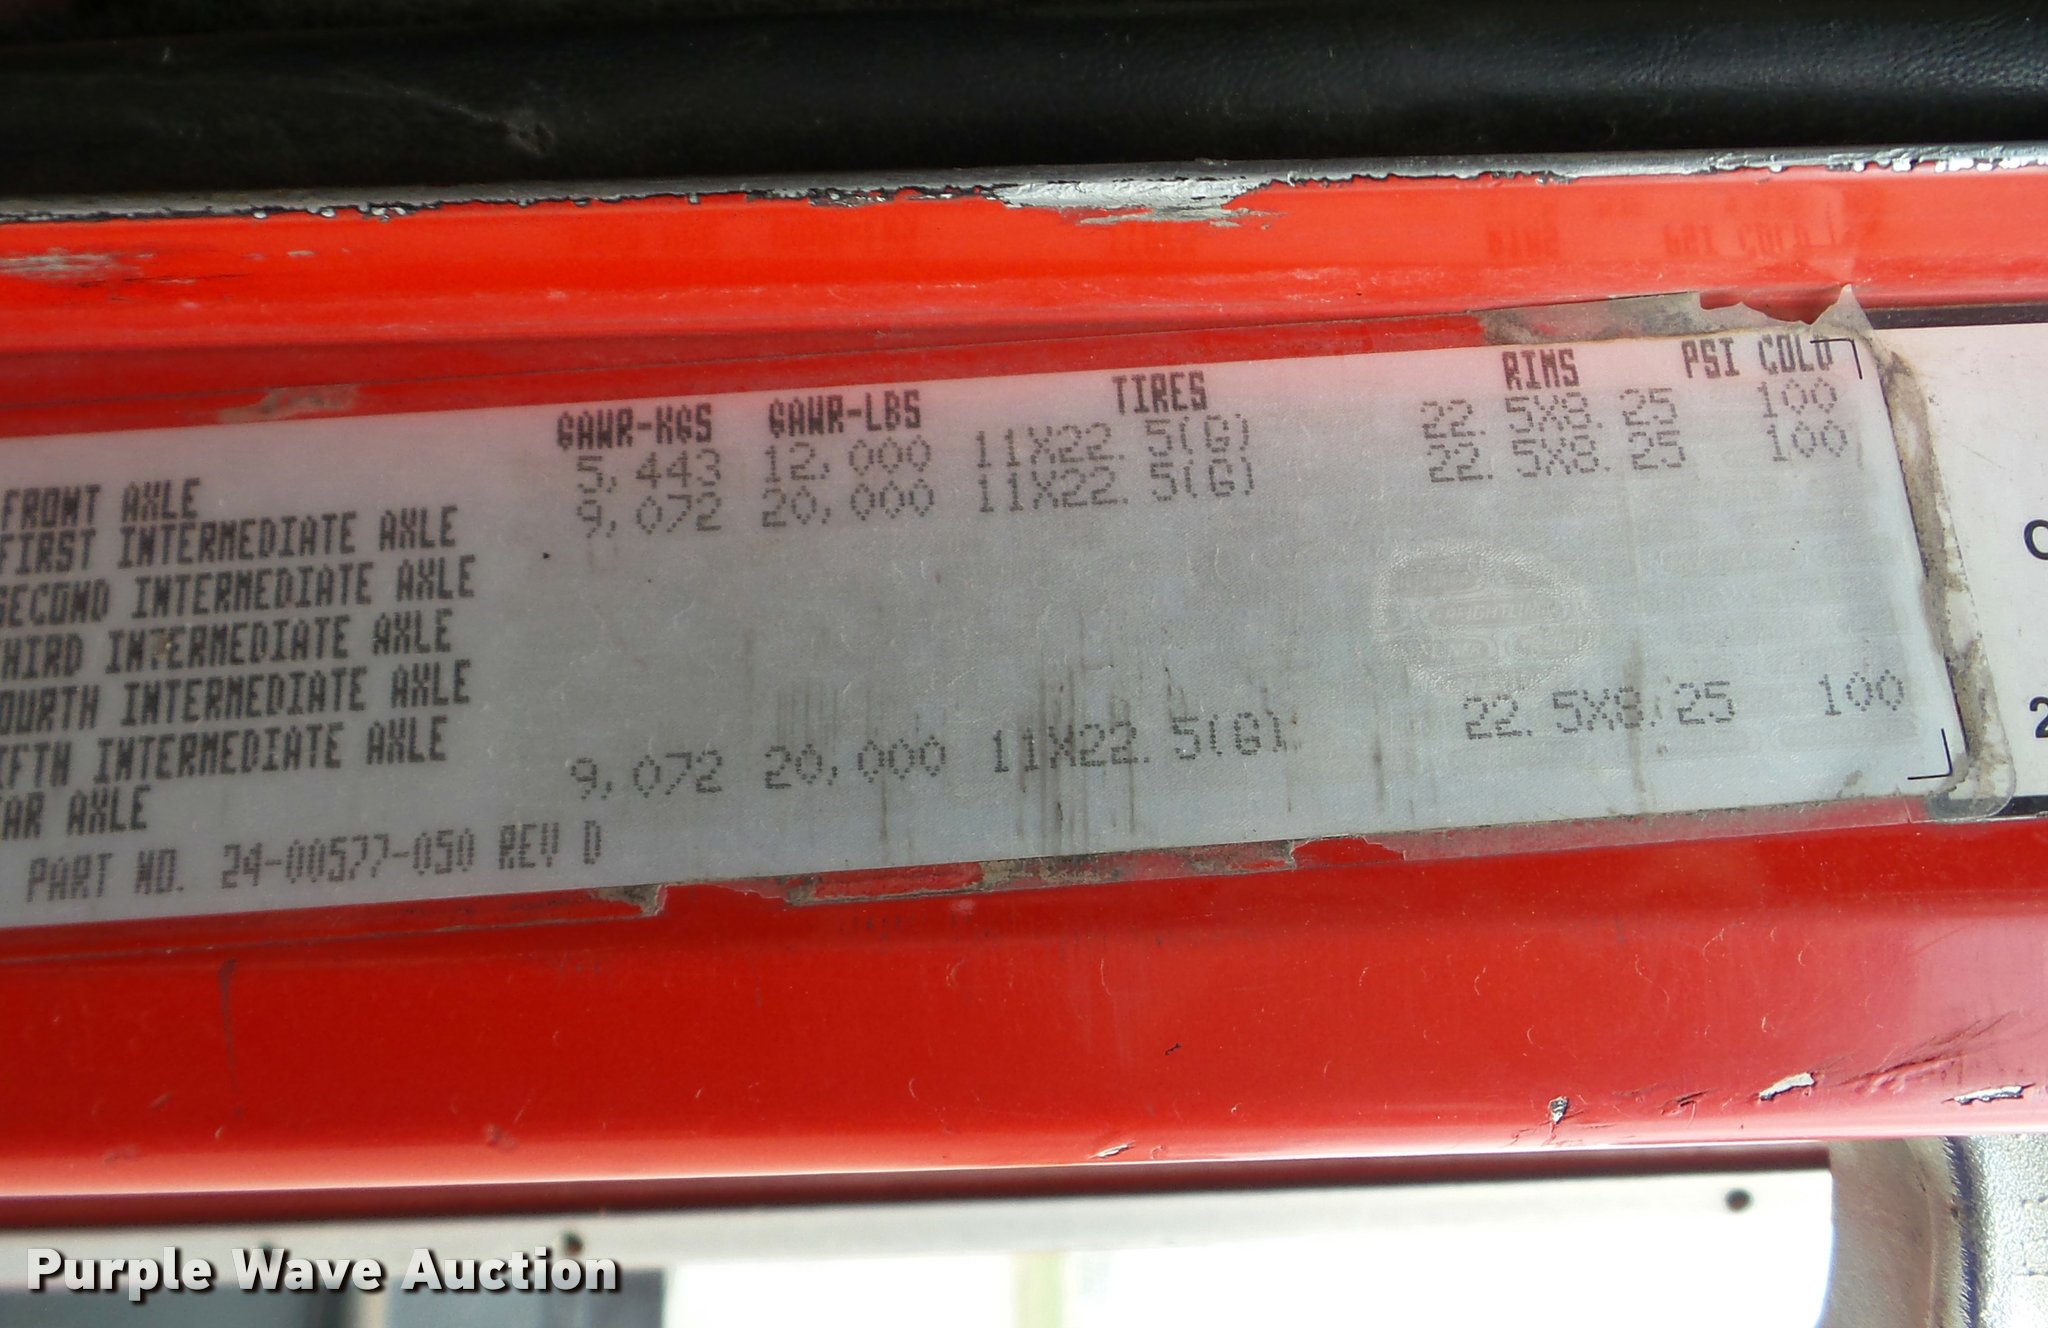 GAWR-KGS GAWR-LBS TIRES RIMS PSI COLD
FRONT AXLE 5,443 12,000 11X22.5(G) 22.5X8.25 100
FIRST INTERMEDIATE AXLE 9,072 20,000 11X22.5(G) 22.5X8.25 100
SECOND INTERMEDIATE AXLE
HIRD INTERMEDIATE AXLE
OURTH INTERMEDIATE AXLE
IFTH INTERMEDIATE AXLE
AR AXLE 9,072 20,000 11X22.5(G) 22.5X8.25 100
PART NO. 24-00577-050 REV D
2
Purple Wave Auction